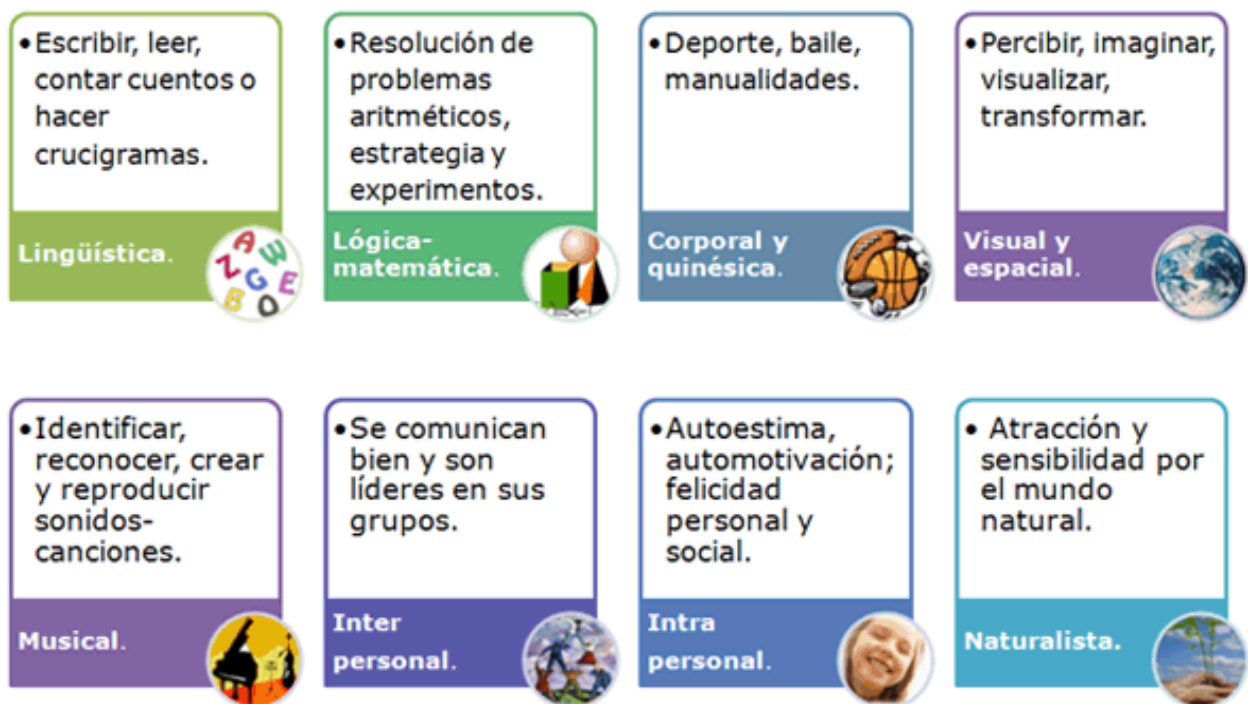 •Escribir, leer,
contar cuentos o
hacer
crucigramas.
Lingüística.
A W
Z G E
B O
•Resolución de
problemas
aritméticos,
estrategia y
experimentos.
Lógica-
matemática.
•Deporte, baile,
manualidades.
Corporal y
quinésica.
•Percibir, imaginar,
visualizar,
transformar.
Visual y
espacial.
•Identificar,
reconocer, crear
y reproducir
sonidos-
canciones.
Musical.
•Se comunican
bien y son
líderes en sus
grupos.
Inter
personal.
•Autoestima,
automotivación;
felicidad
personal y
social.
Intra
personal.
• Atracción y
sensibilidad por
el mundo
natural.
Naturalista.